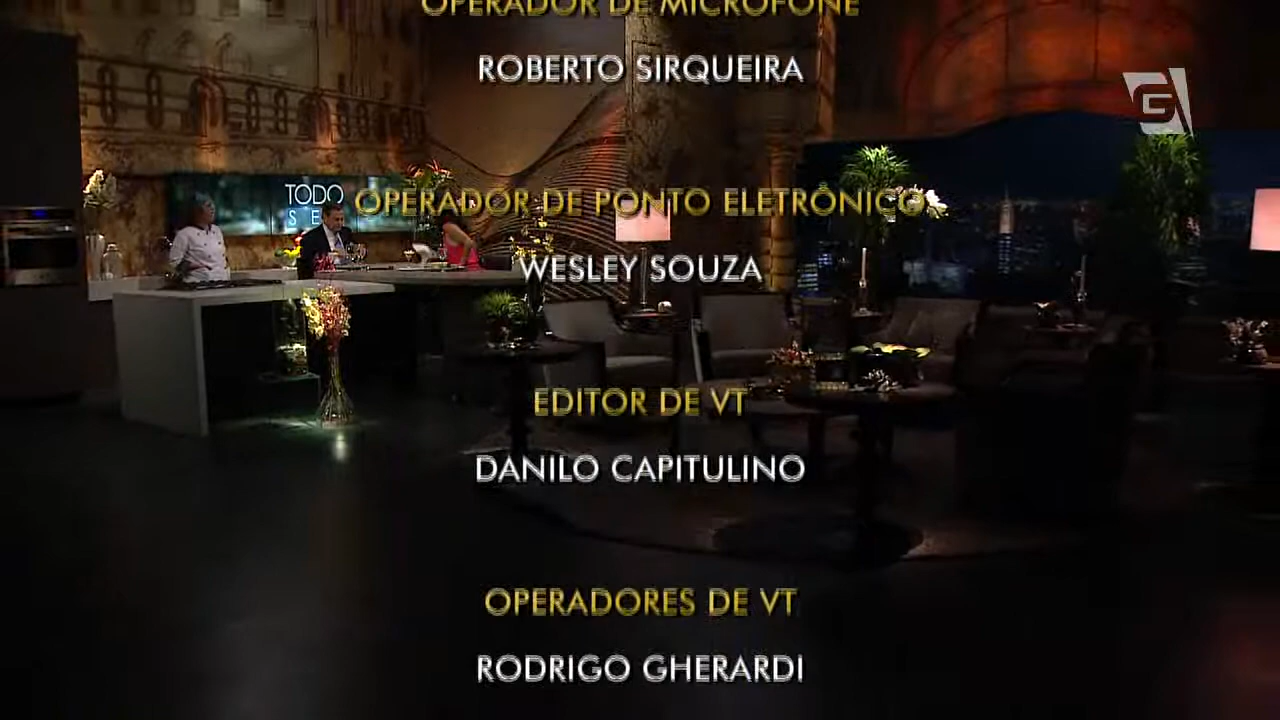 OPERADOR DE MICROFONE
ROBERTO SIRQUEIRA
G
TODO
OPERADOR DE PONTO ELETRÔNICO
WESLEY SOUZA
EDITOR DE VT
DANILO CAPITULINO
OPERADORES DE VT
RODRIGO GHERARDI